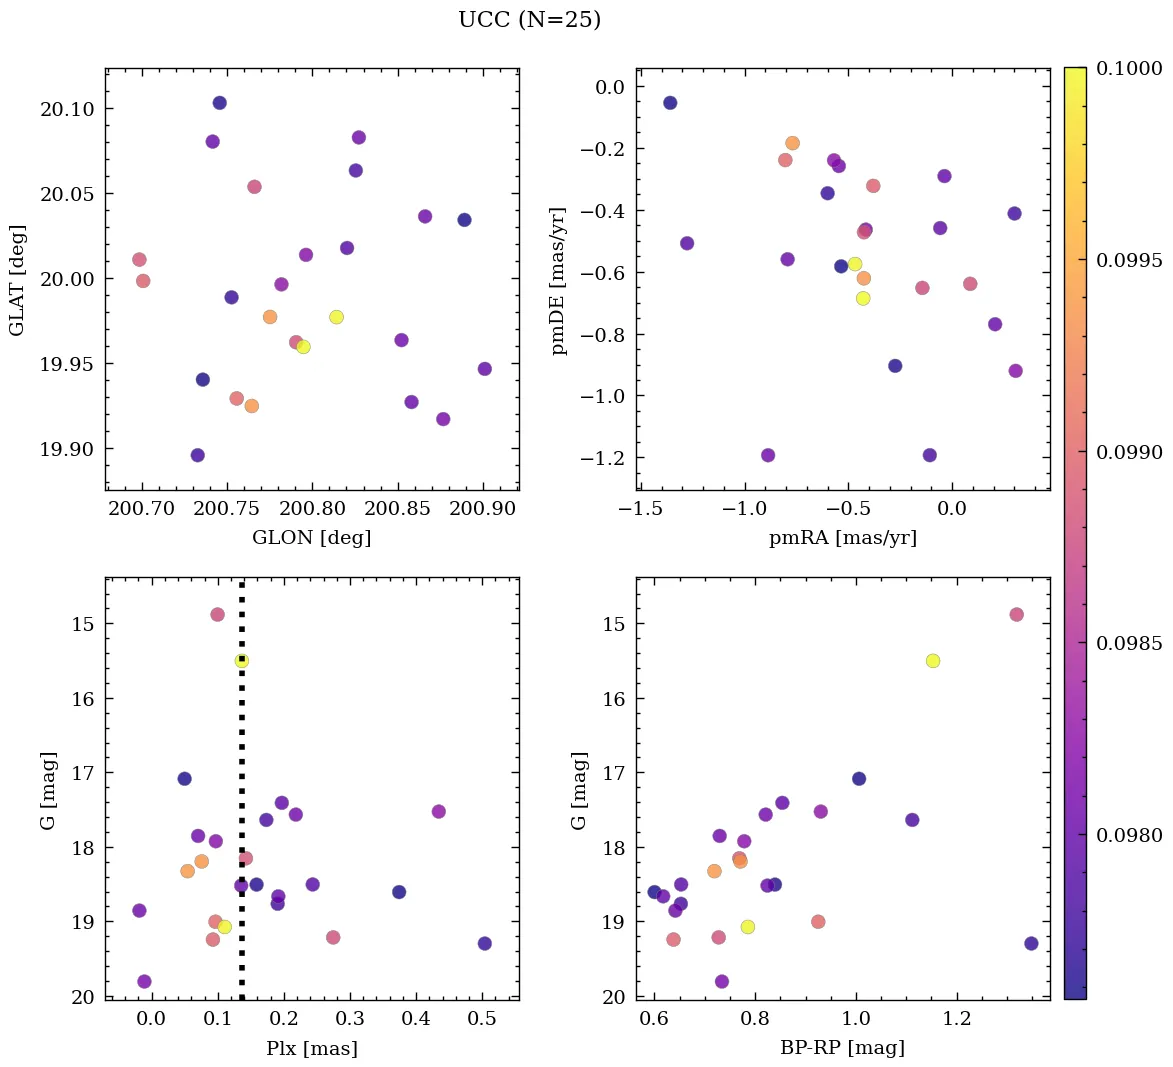 UCC (N=25)
20.10
20.05
20.00
19.95
19.90
GLAT [deg]
200.70 200.75 200.80 200.85 200.90
GLON [deg]
0.0
−0.2
−0.4
−0.6
−0.8
−1.0
−1.2
pmDE [mas/yr]
−1.5 −1.0 −0.5 0.0
pmRA [mas/yr]
0.1000
0.0995
0.0990
0.0985
0.0980
15
16
17
18
19
20
G [mag]
0.0 0.1 0.2 0.3 0.4 0.5
Plx [mas]
15
16
17
18
19
20
G [mag]
0.6 0.8 1.0 1.2
BP-RP [mag]